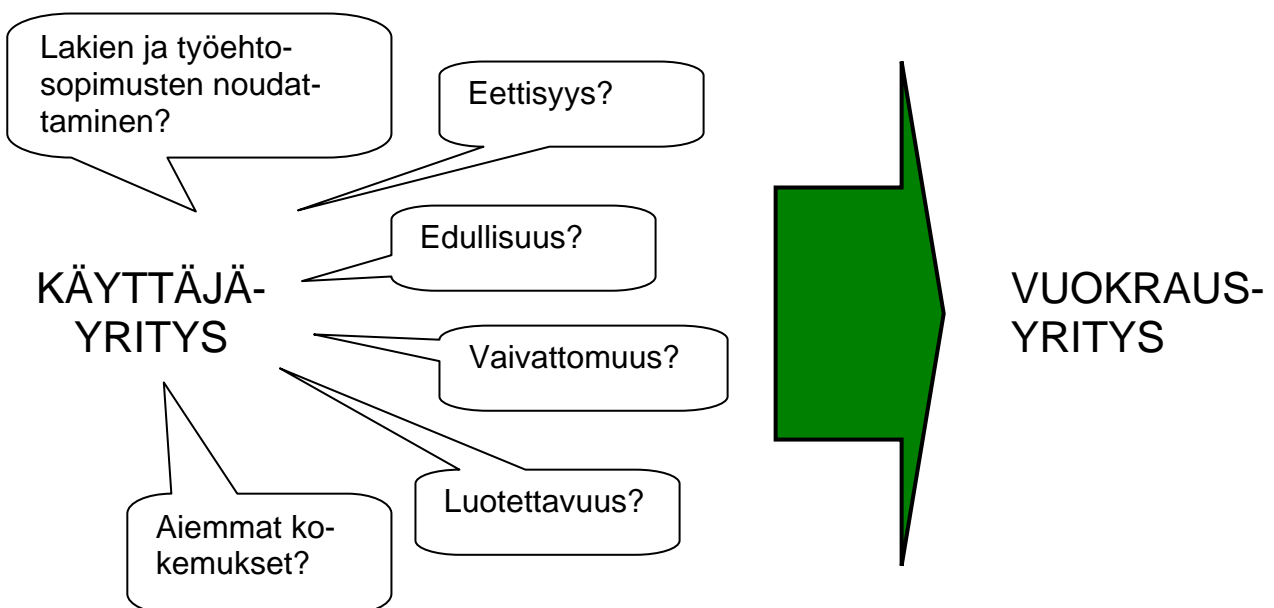 Lakien ja työehto-
sopimusten noudat-
taminen?
Eettisyys?
Edullisuus?
KÄYTTÄJÄ-
YRITYS
Vaivattomuus?
Luotettavuus?
Aiemmat ko-
kemukset?
VUOKRAUS-
YRITYS